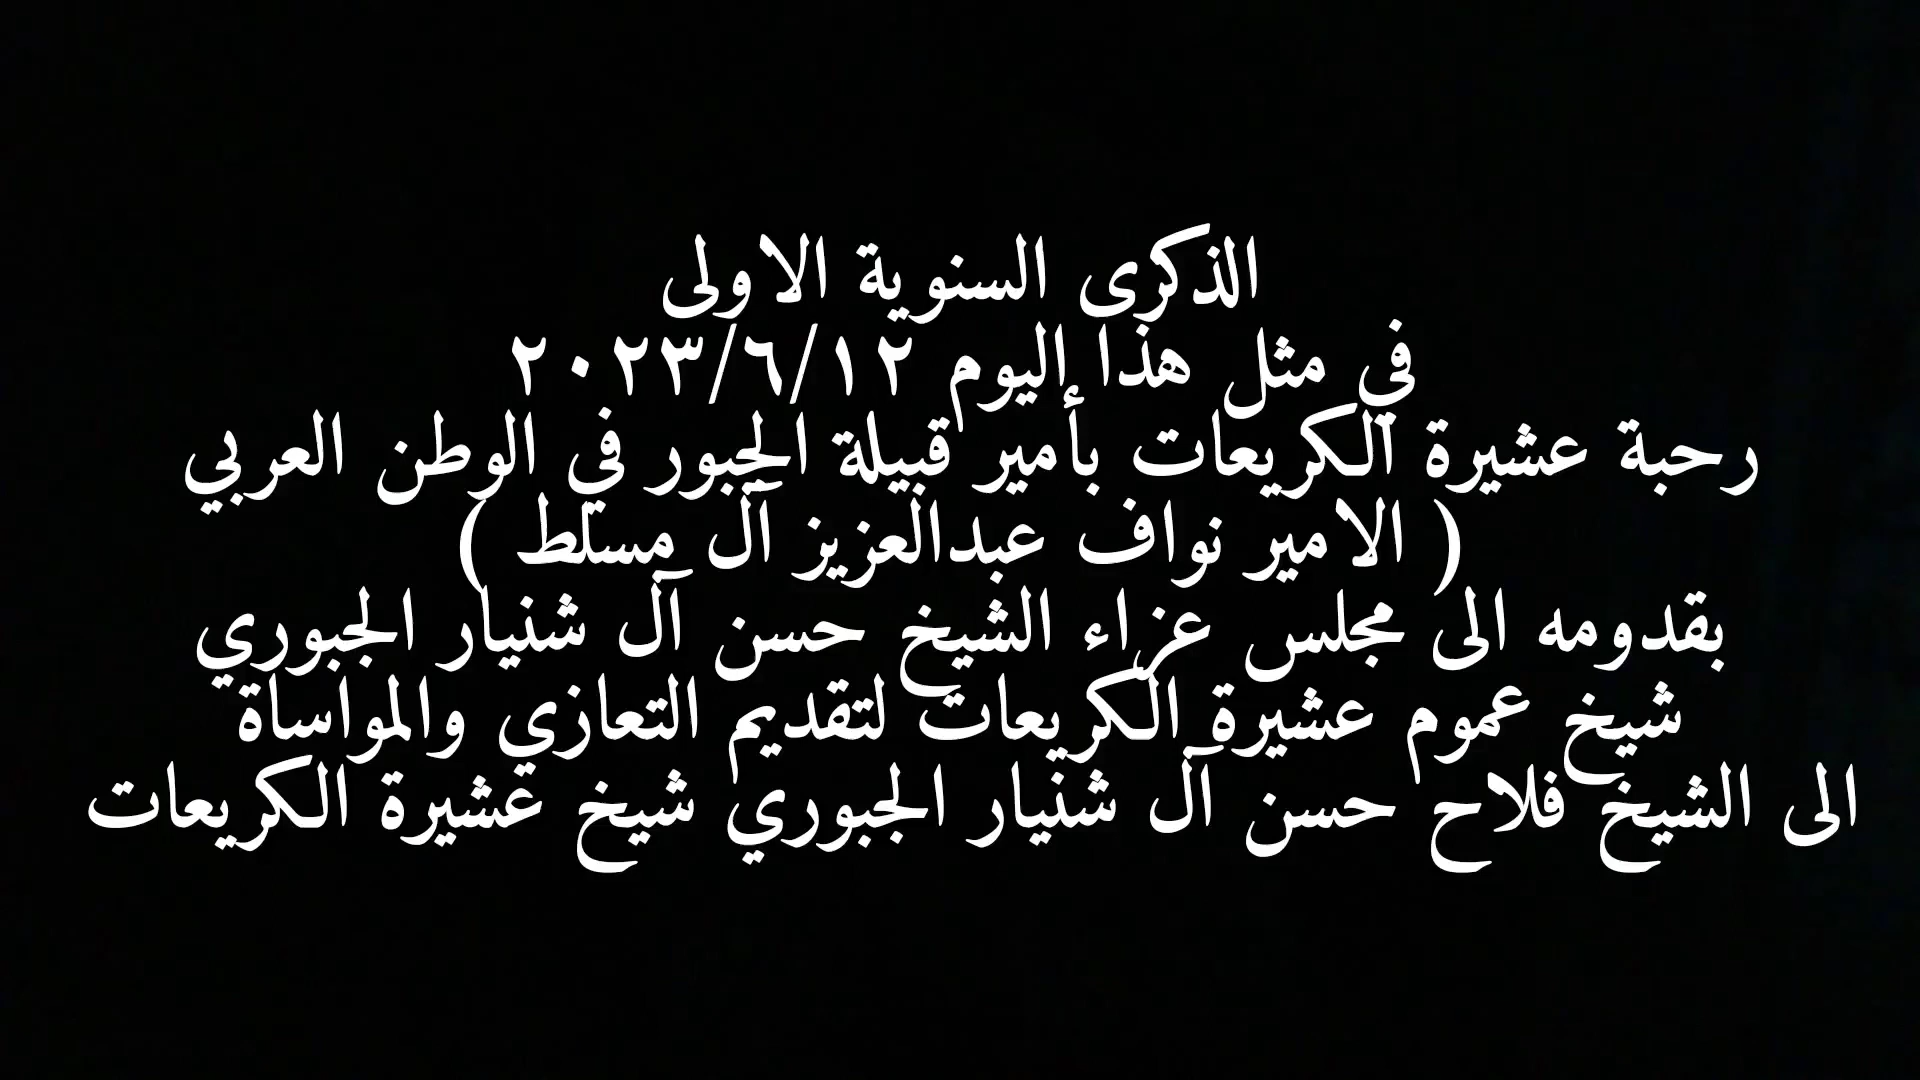 الذكرى السنوية الاولى
في مثل هذا اليوم ٢٠٢٣/٦/١٢
رحبة عشيرة الكريعات بأمير قبيلة الجبور في الوطن العربي
( الامير نواف عبدالعزيز آل مسلط )
بقدومه الى مجلس عزاء الشيخ حسن آل شنيار الجبوري
شيخ عموم عشيرة الكريعات لتقديم التعازي والمواساة
الى الشيخ فلاح حسن آل شنيار الجبوري شيخ عشيرة الكريعات